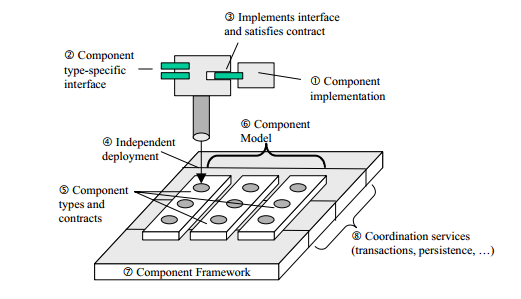 ③ Implements interface
and satisfies contract
② Component
type-specific
interface
① Component
implementation
⑥ Component
Model
④ Independent
deployment
⑤ Component
types and
contracts
⑧ Coordination services
(transactions, persistence, …)
⑦ Component Framework